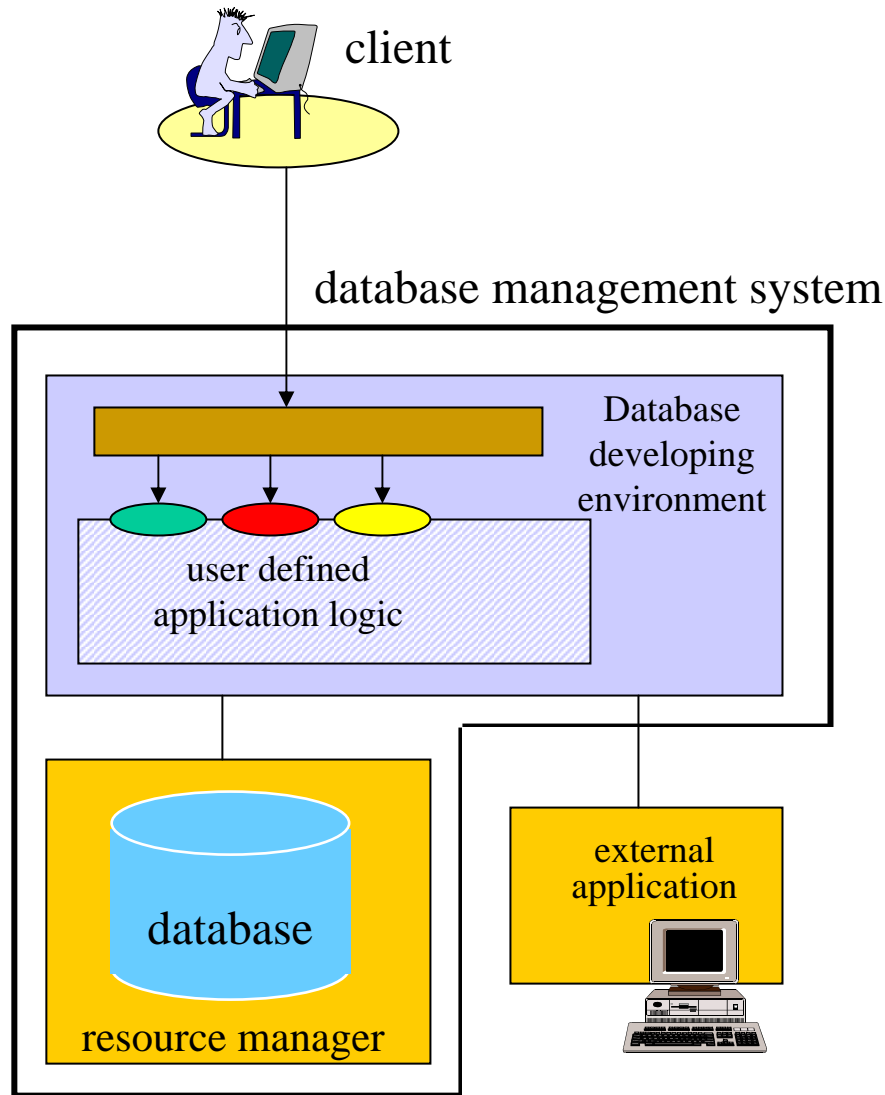 client
database management system
Database
developing
environment
user defined
application logic
database
resource manager
external
application